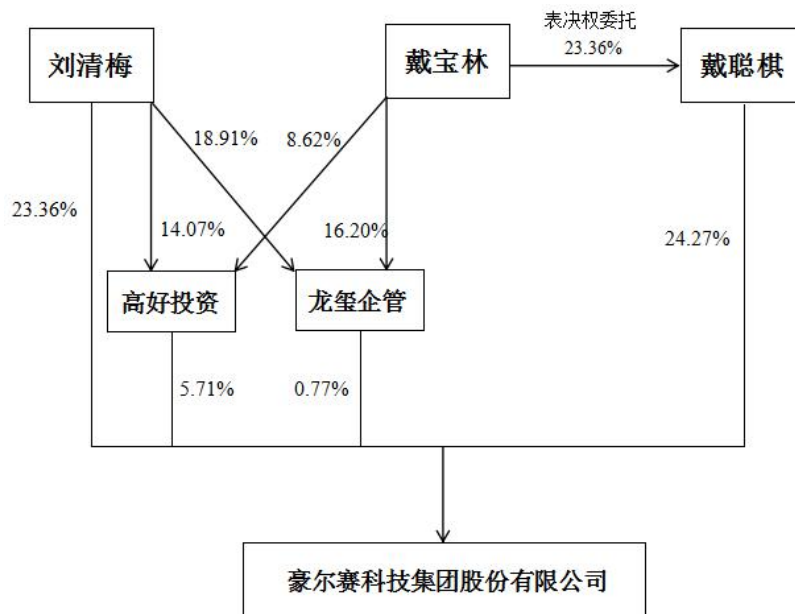 表决权委托
23.36%
刘清梅
戴宝林
戴聪棋
18.91%
8.62%
23.36%
14.07%
16.20%
24.27%
高好投资
龙玺企管
5.71%
0.77%
豪尔赛科技集团股份有限公司